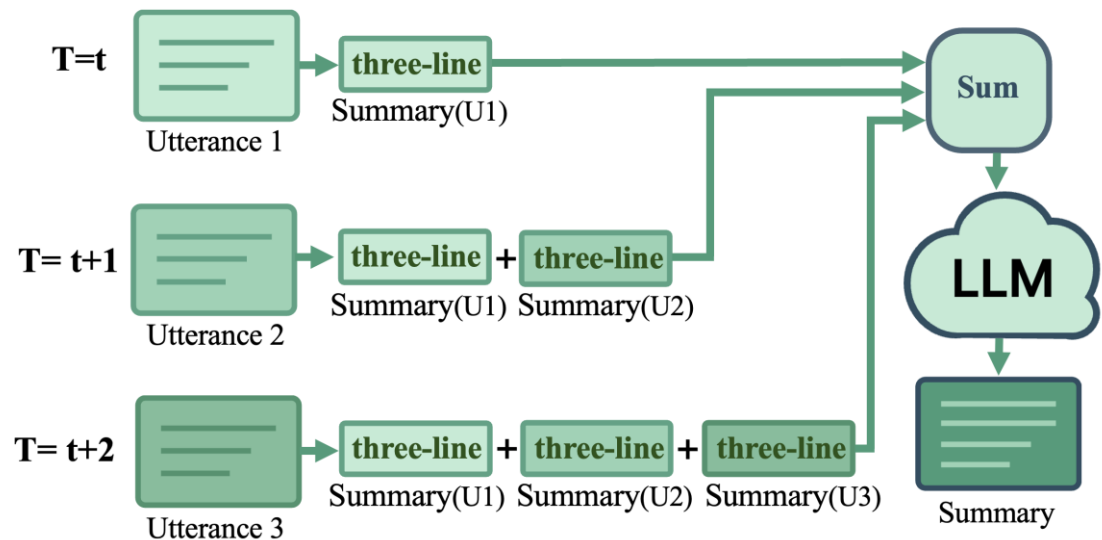 T=t
three-line
Summary(U1)
Utterance 1
Sum
T= t+1
three-line + three-line
Summary(U1) Summary(U2)
Utterance 2
LLM
T= t+2
three-line + three-line + three-line
Summary(U1) Summary(U2) Summary(U3)
Utterance 3
Summary